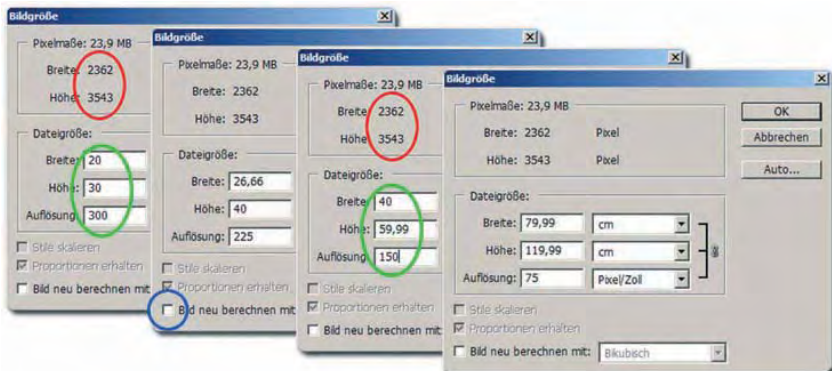 Bildgröße
Pixelmaße: 23,9 MB
Breite: 2362
Höhe: 3543
Dateigröße:
Breite: 20
Höhe: 30
Auflösung: 300
Stile skalieren
Proportionen erhalten
Bild neu berechnen mit
Bildgröße
Pixelmaße: 23,9 MB
Breite: 2362
Höhe: 3543
Dateigröße:
Breite: 26,66
Höhe: 40
Auflösung: 225
Stile skalieren
Proportionen erhalten
Bild neu berechnen mit
Bildgröße
Pixelmaße: 23,9 MB
Breite: 2362
Höhe: 3543
Dateigröße:
Breite: 40
Höhe: 59,99
Auflösung: 150
Stile skalieren
Proportionen erhalten
Bild neu berechnen mit:
Bildgröße
Pixelmaße: 23,9 MB
Breite: 2362 Pixel
Höhe: 3543 Pixel
Dateigröße:
Breite: 79,99 cm
Höhe: 119,99 cm
Auflösung: 75 Pixel/Zoll
Stile skalieren
Proportionen erhalten
Bild neu berechnen mit: Bikubisch
OK
Abbrechen
Auto...